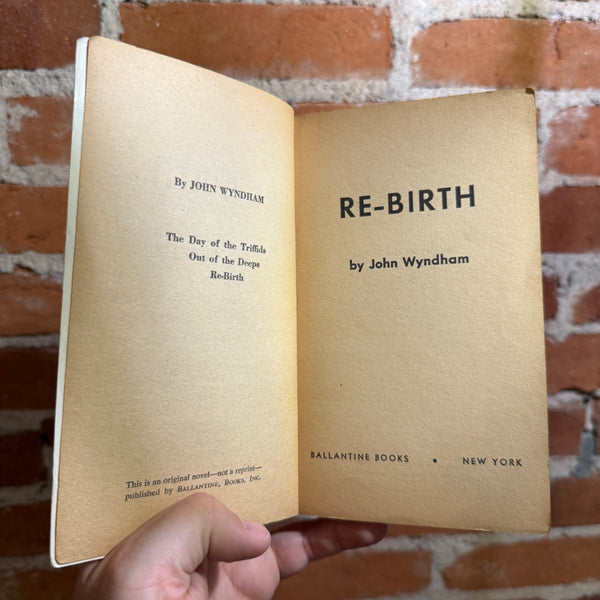 By JOHN WYNDHAM
The Day of the Triffids
Out of the Deeps
Re-Birth
This is an original novel—not a reprint—
published by BALLANTINE, BOOKS, INC.
RE-BIRTH
by John Wyndham
BALLANTINE BOOKS • NEW YORK